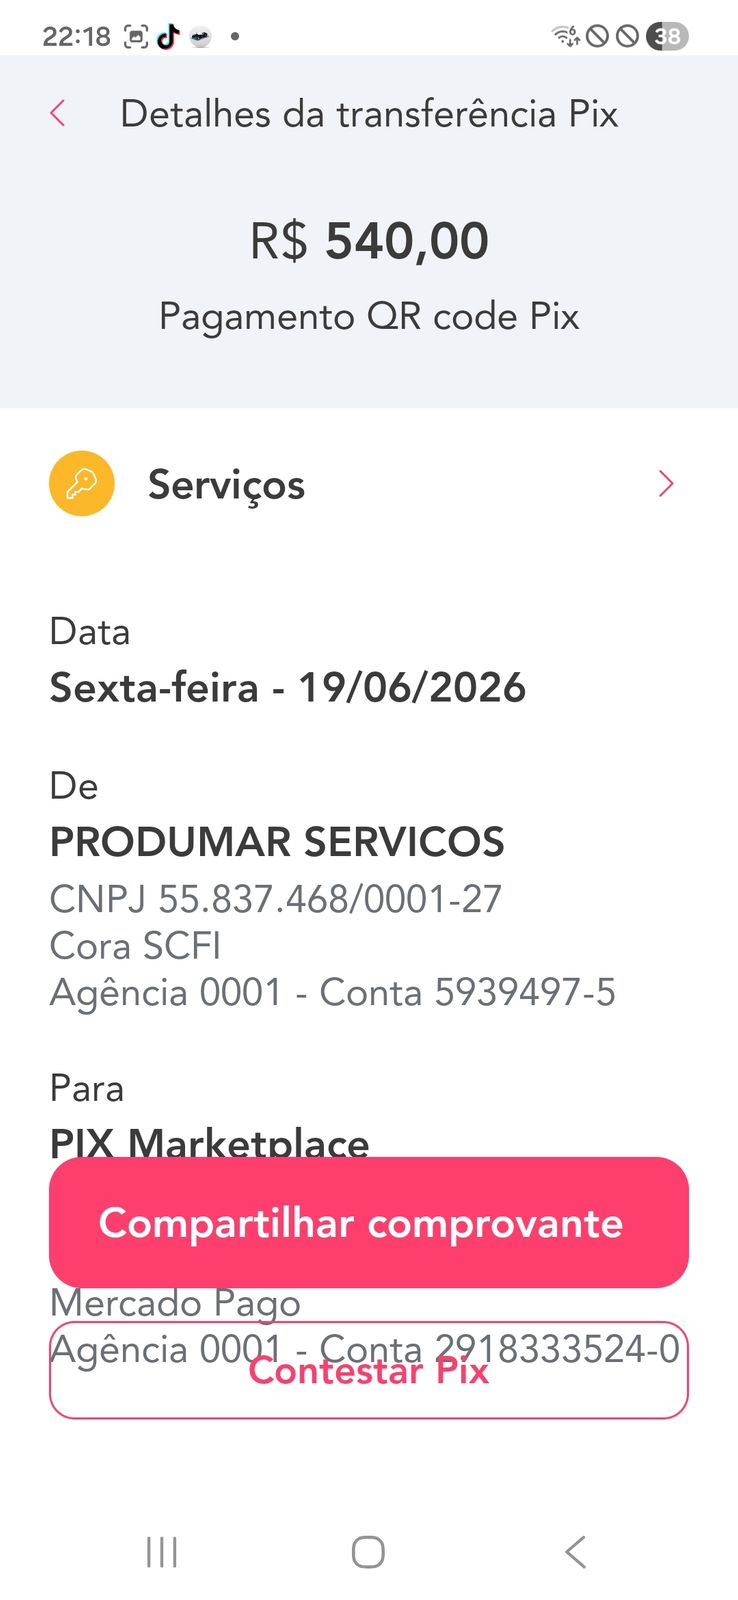 22:18
38
Detalhes da transferência Pix
R$ 540,00
Pagamento QR code Pix
Serviços
Data
Sexta-feira - 19/06/2026
De
PRODUMAR SERVICOS
CNPJ 55.837.468/0001-27
Cora SCFI
Agência 0001 - Conta 5939497-5
Para
PIX Marketplace
Compartilhar comprovante
Mercado Pago
Agência 0001 - Conta 2918333524-0
Contestar Pix